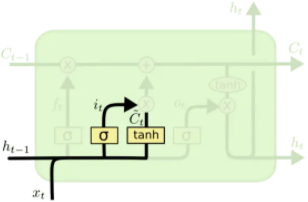 h_t
C_{t-1} C_t
f_t i_t C̃_t o_t tanh
σ σ tanh σ
h_{t-1} h_t
x_t